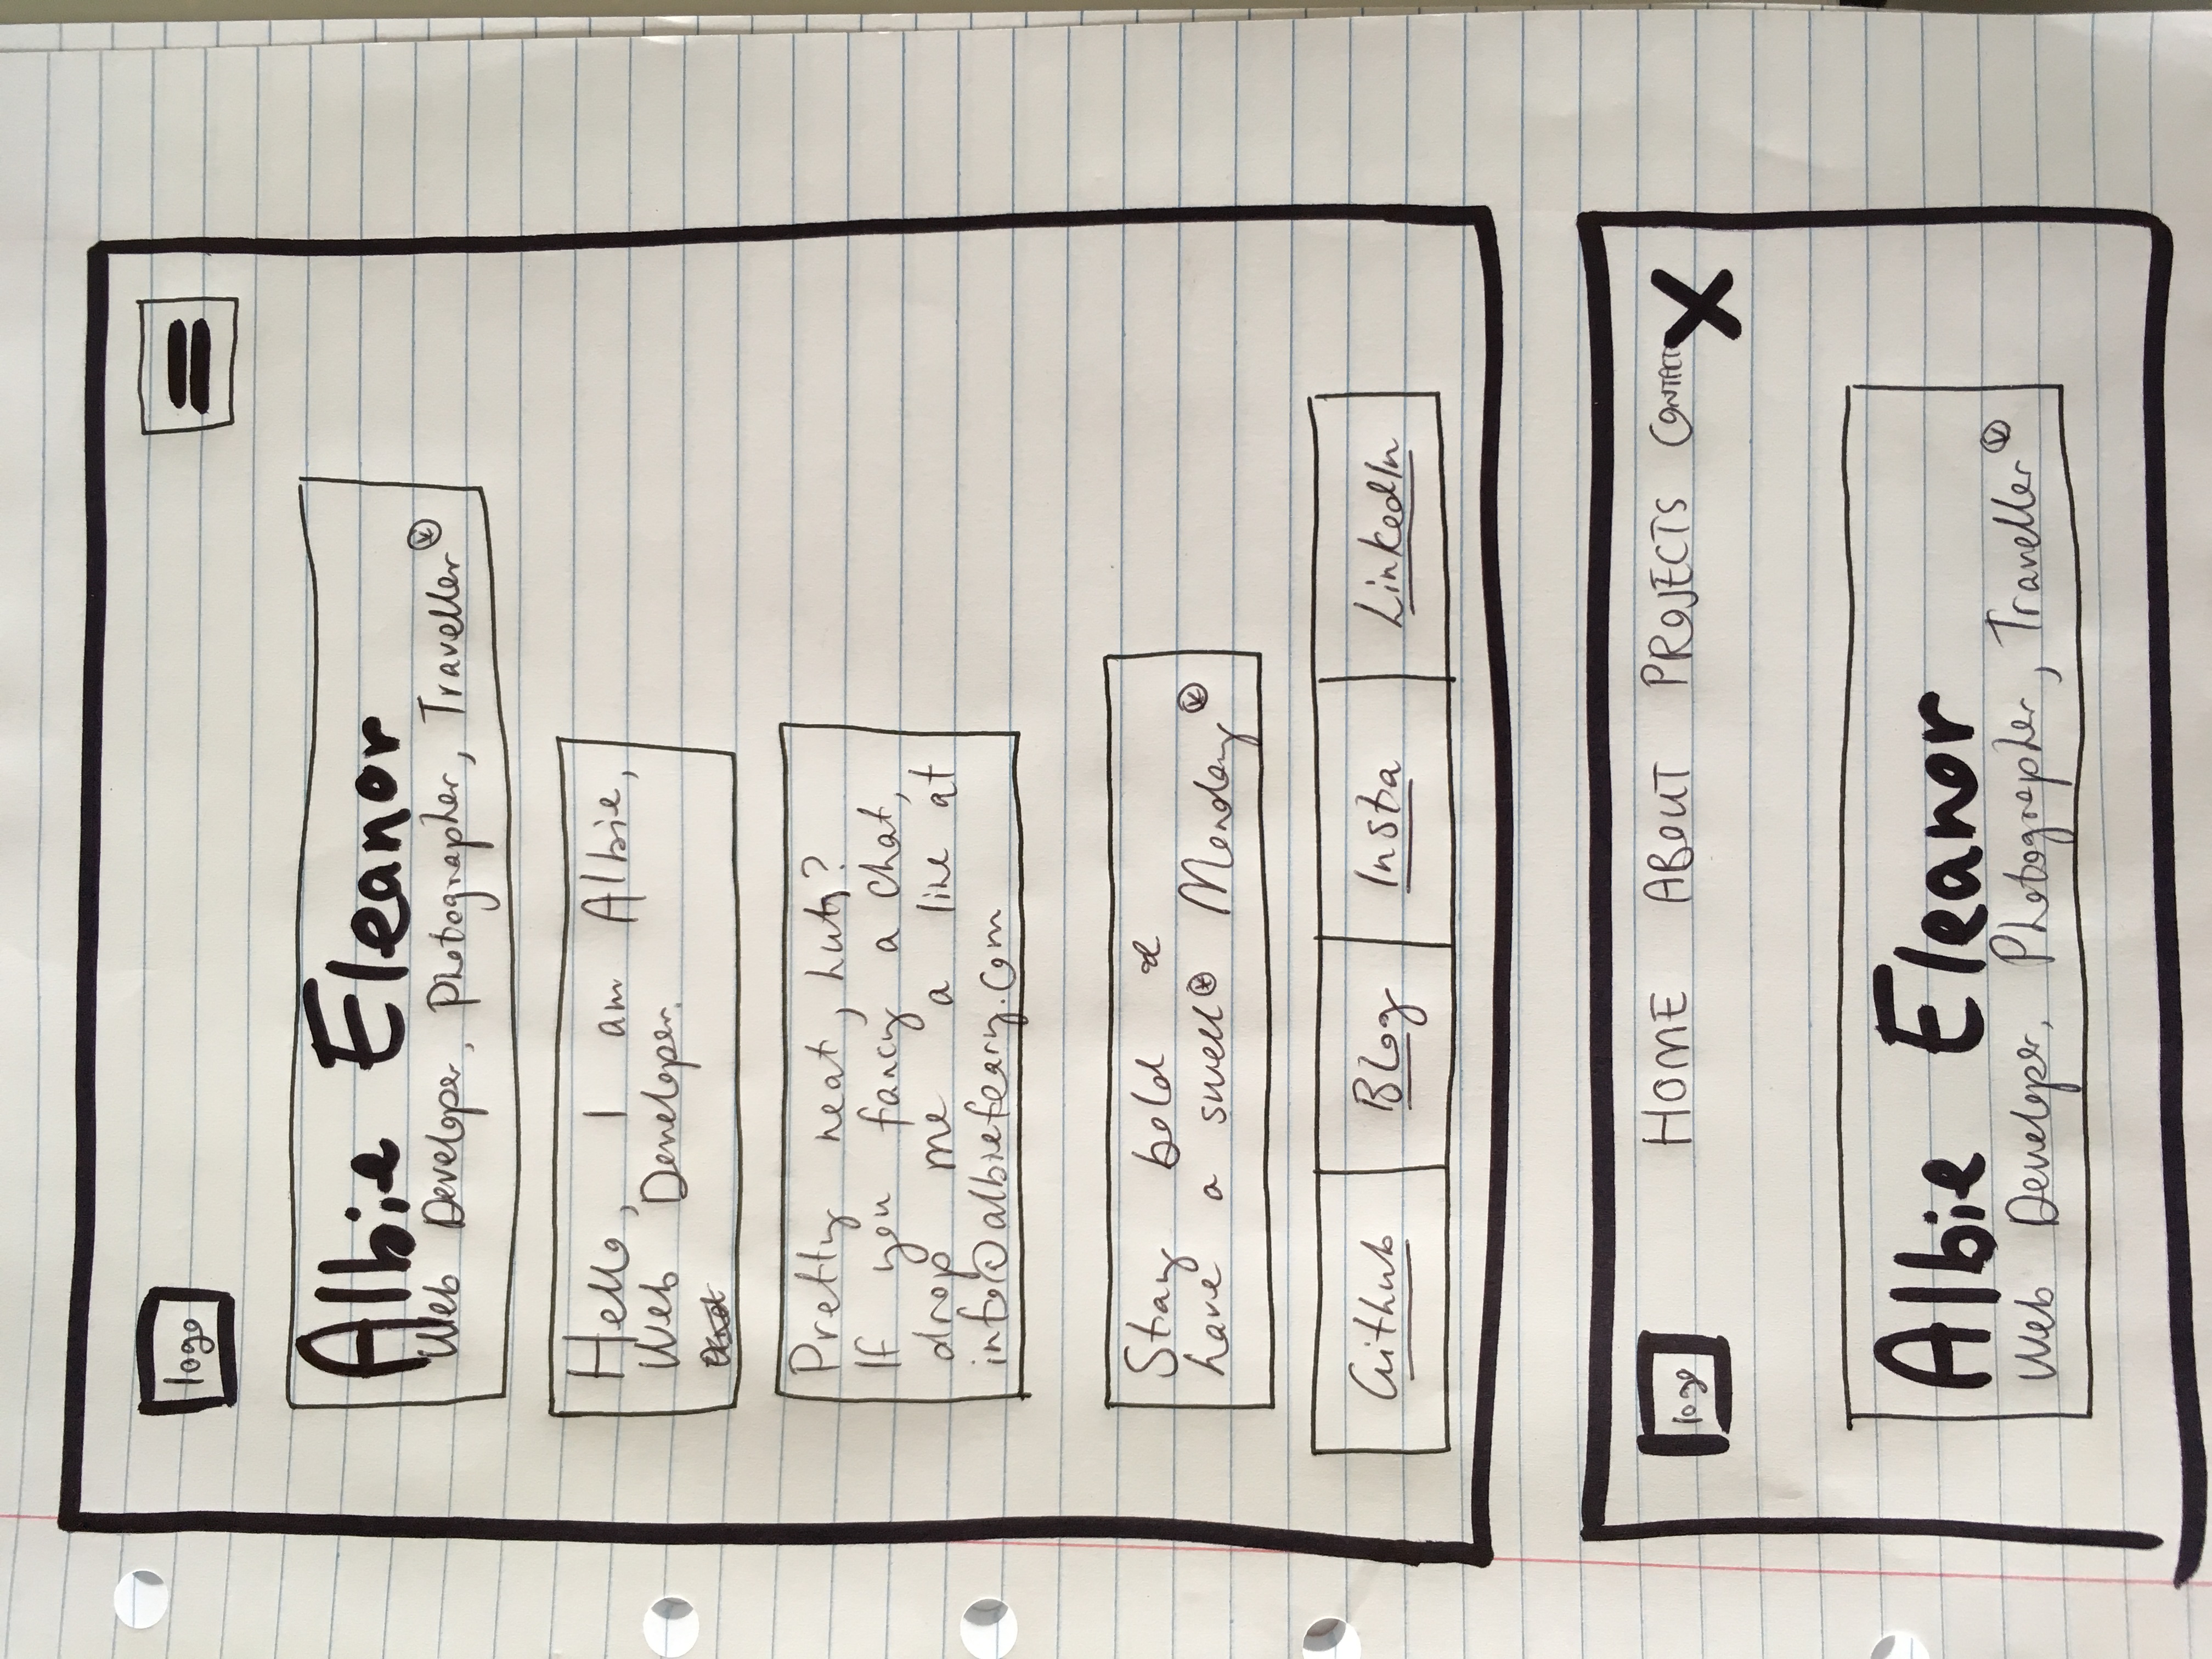 logo
Albie Eleanor
Web Developer, Photographer, Traveller
Hello, I am Albie,
Web Developer.
Pretty neat, huh?
If you fancy a chat,
drop me a line at
info@albiefeary.com
Stay bold &
have a swell Monday
Github Blog Insta LinkedIn
logo HOME ABOUT PROJECTS CONTACT X
Albie Eleanor
Web Developer, Photographer, Traveller